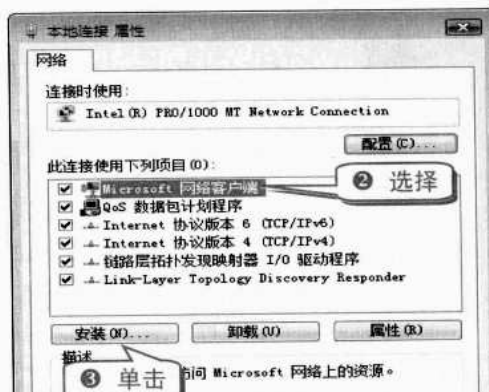 本地连接 属性
网络
连接时使用:
Intel(R) PRO/1000 MT Network Connection
配置(C)...
此连接使用下列项目(O):
Microsoft 网络客户端
❷ 选择
QoS 数据包计划程序
Internet 协议版本 6 (TCP/IPv6)
Internet 协议版本 4 (TCP/IPv4)
链路层拓扑发现映射器 I/O 驱动程序
Link-Layer Topology Discovery Responder
安装(N)...
卸载(U)
属性(R)
描述
❸ 单击
访问 Microsoft 网络上的资源。